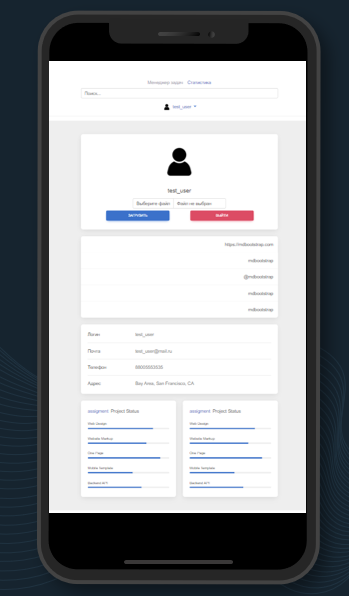 Менеджер задач Статистика
Поиск...
test_user
test_user
Выберите файл Файл не выбран
ЗАГРУЗИТЬ ВЫЙТИ
https://mdbootstrap.com
mdbootstrap
@mdbootstrap
mdbootstrap
mdbootstrap
Логин test_user
Почта test_user@mail.ru
Телефон
Адрес Bay Area, San Francisco, CA
assigment Project Status assigment Project Status
Web Design Web Design
Website Markup Website Markup
One Page One Page
Mobile Template Mobile Template
Backend API Backend API